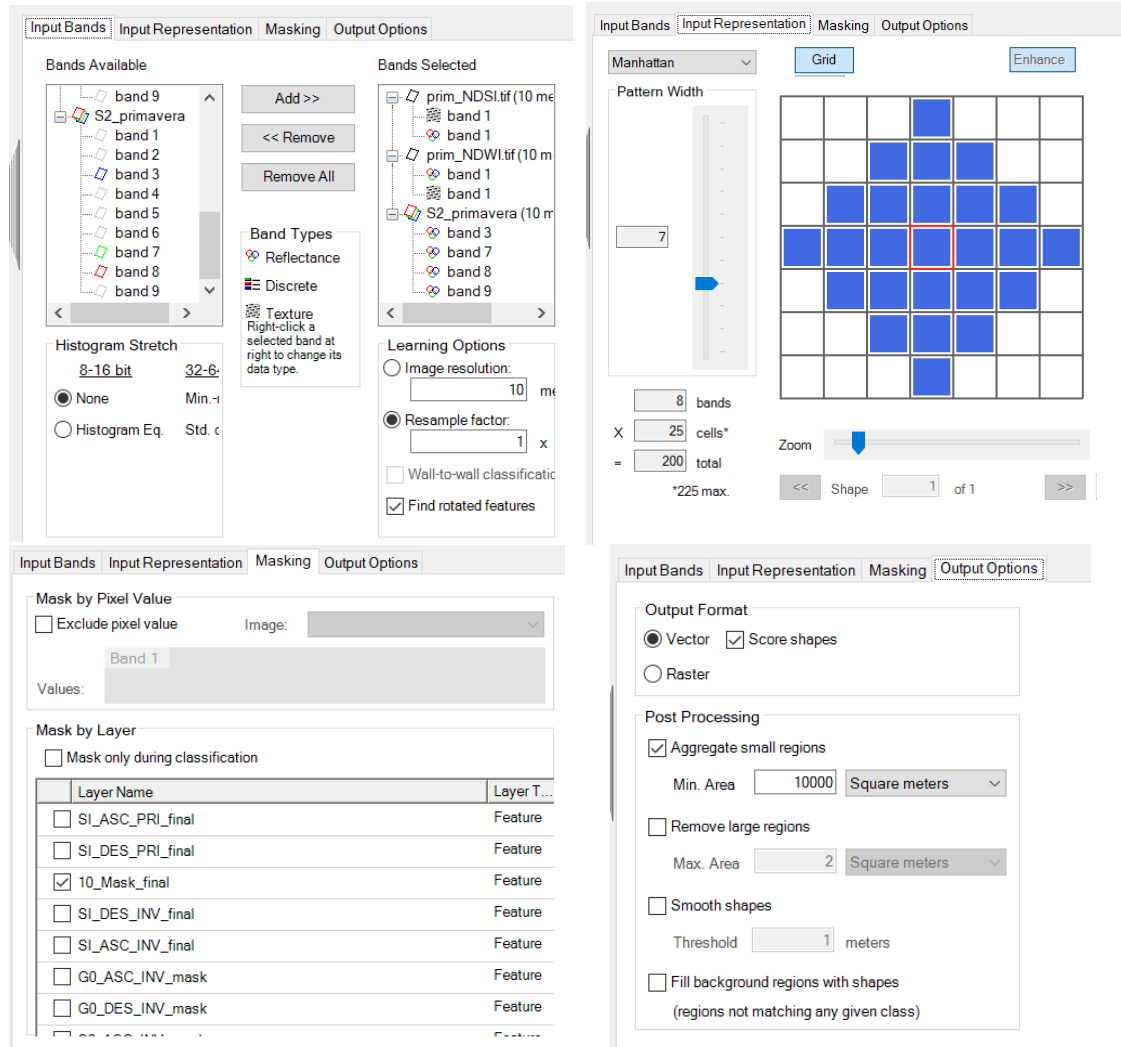 Input Bands Input Representation Masking Output Options
Bands Available
band 9
S2_primavera
band 1
band 2
band 3
band 4
band 5
band 6
band 7
band 8
band 9
Add >>
<< Remove
Remove All
Band Types
Reflectance
Discrete
Texture
Right-click a
selected band at
right to change its
data type.
Bands Selected
prim_NDSI.tif (10 me
band 1
band 1
prim_NDWI.tif (10 m
band 1
band 1
S2_primavera (10 m
band 3
band 7
band 8
band 9
Histogram Stretch
8-16 bit 32-6
None Min.-
Histogram Eq. Std. c
Learning Options
Image resolution:
10 me
Resample factor:
1 x
Wall-to-wall classificatio
Find rotated features
Input Bands Input Representation Masking Output Options
Manhattan
Grid
Enhance
Pattern Width
7
8 bands
X 25 cells*
= 200 total
*225 max.
Zoom
<< Shape 1 of 1 >>
Input Bands Input Representation Masking Output Options
Mask by Pixel Value
Exclude pixel value Image:
Band 1
Values:
Mask by Layer
Mask only during classification
Layer Name Layer T...
SI_ASC_PRI_final Feature
SI_DES_PRI_final Feature
10_Mask_final Feature
SI_DES_INV_final Feature
SI_ASC_INV_final Feature
G0_ASC_INV_mask Feature
G0_DES_INV_mask Feature
Input Bands Input Representation Masking Output Options
Output Format
Vector Score shapes
Raster
Post Processing
Aggregate small regions
Min. Area 10000 Square meters
Remove large regions
Max. Area 2 Square meters
Smooth shapes
Threshold 1 meters
Fill background regions with shapes
(regions not matching any given class)